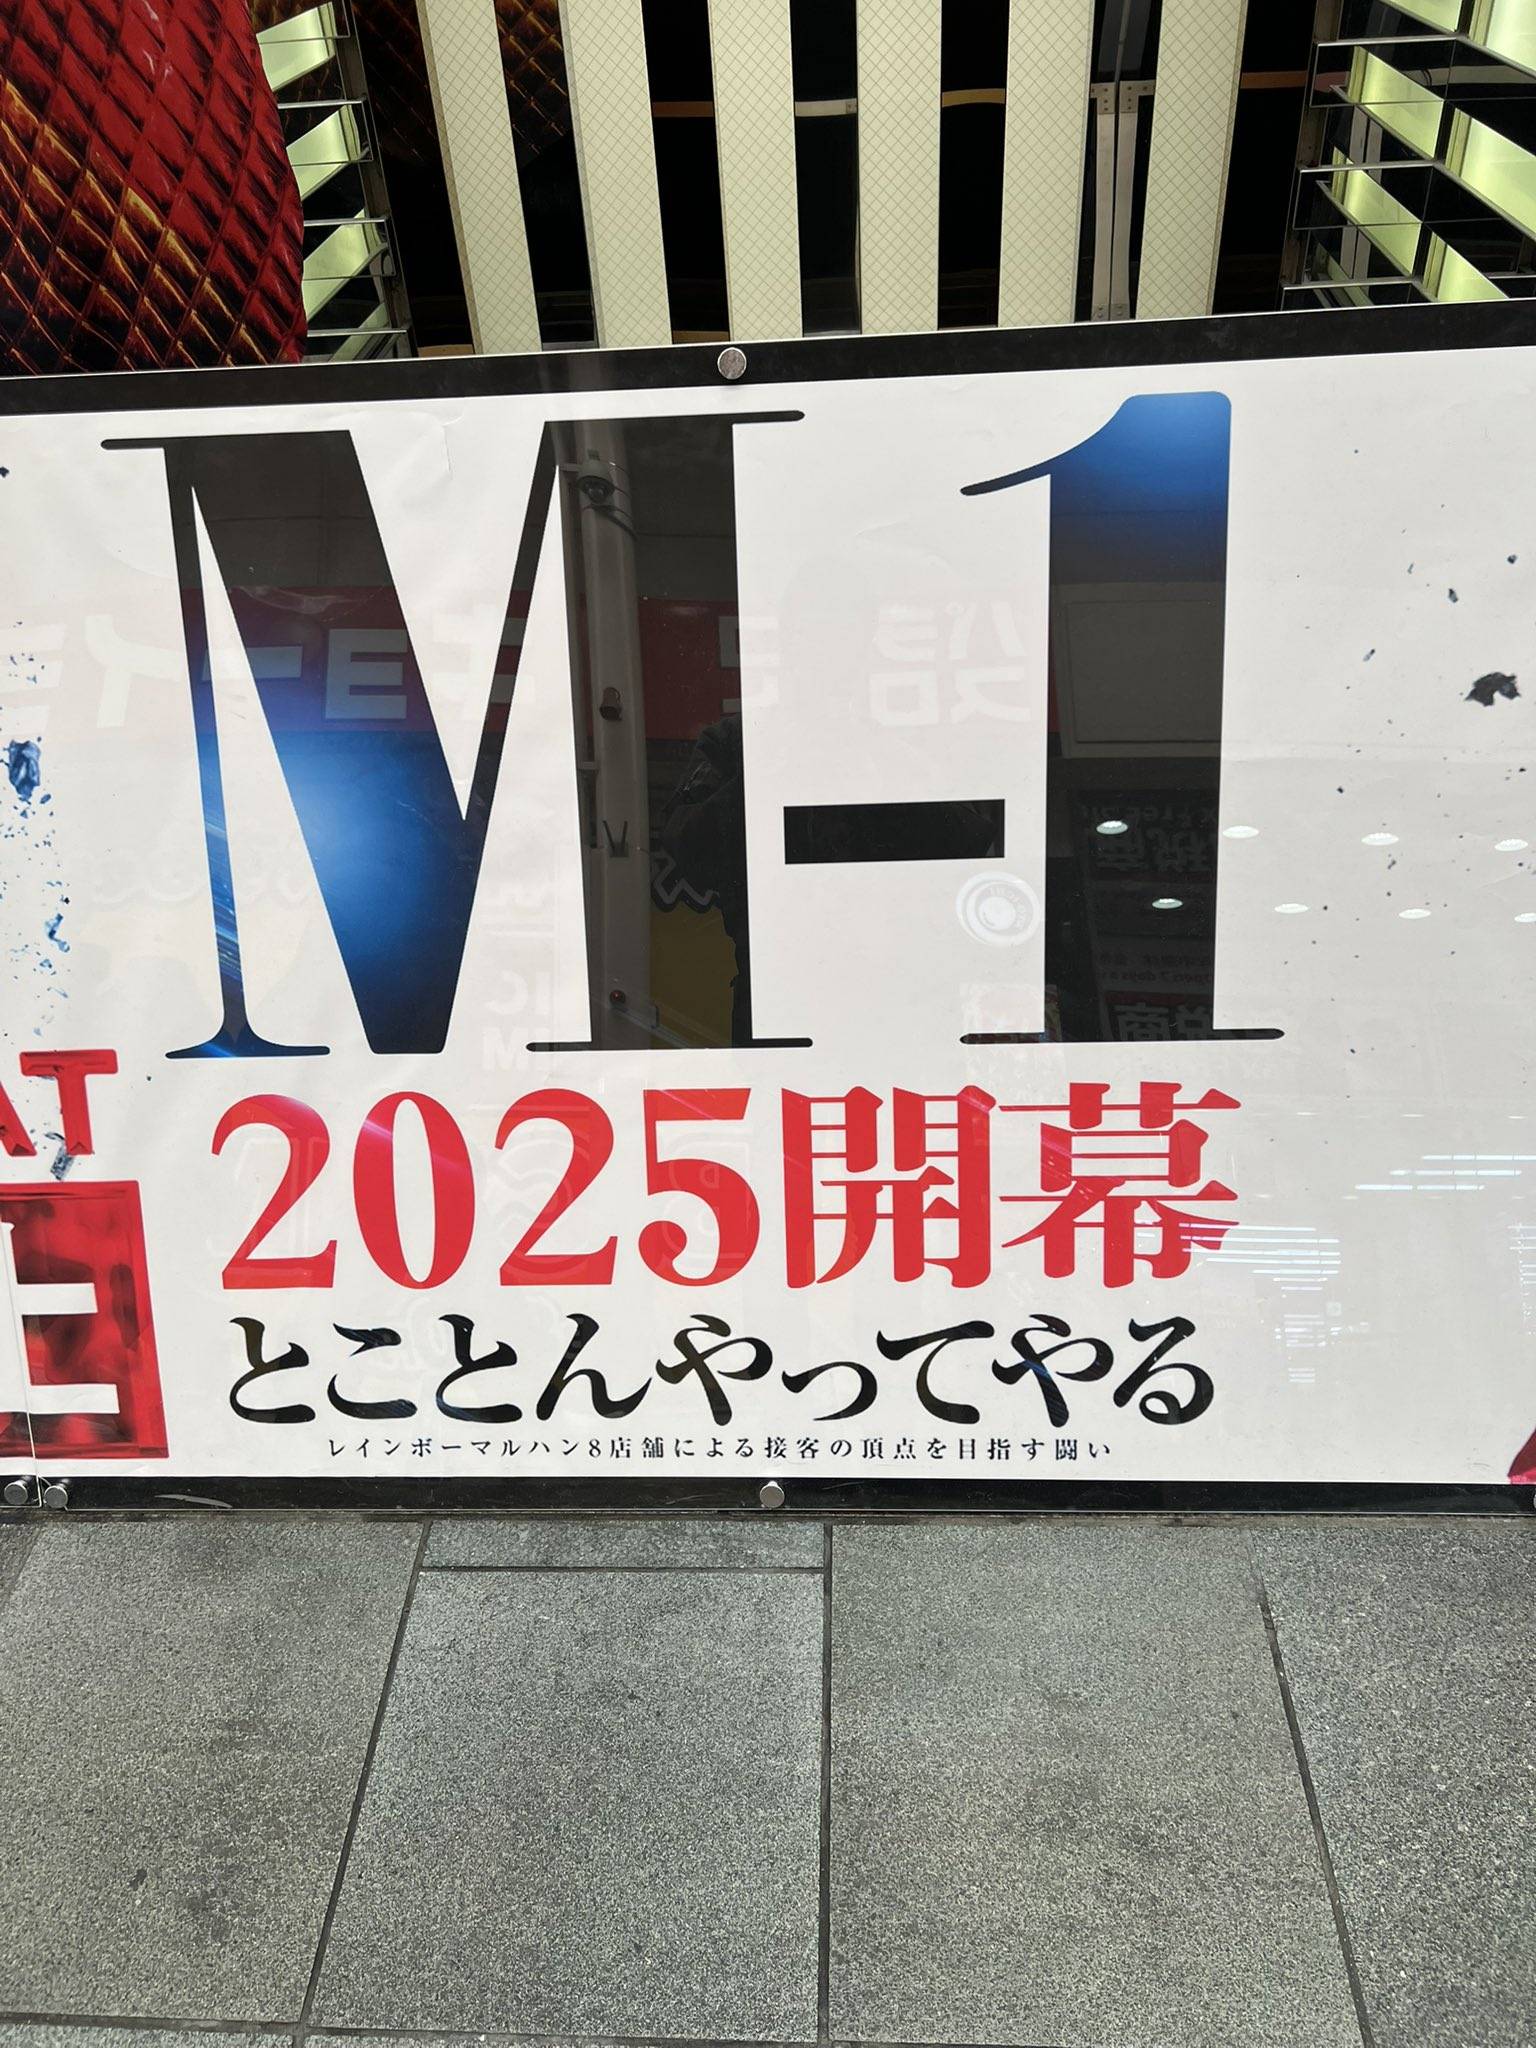 M-1
2025開幕
とことんやってやる
レインボーマルハン8店舗による接客の頂点を目指す闘い
AT